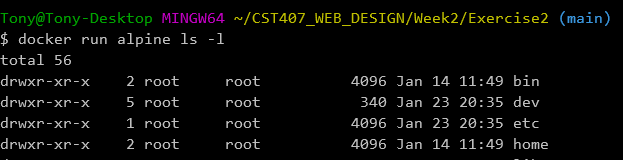 Tony@Tony-Desktop MINGW64 ~/CST407_WEB_DESIGN/Week2/Exercise2 (main)
$ docker run alpine ls -l
total 56
drwxr-xr-x    2 root     root          4096 Jan 14 11:49 bin
drwxr-xr-x    5 root     root           340 Jan 23 20:35 dev
drwxr-xr-x    1 root     root          4096 Jan 23 20:35 etc
drwxr-xr-x    2 root     root          4096 Jan 14 11:49 home